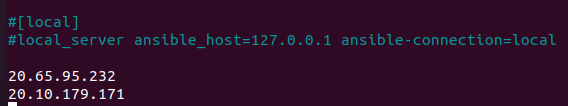 #[local]
#local_server ansible_host=127.0.0.1 ansible-connection=local
20.65.95.232
20.10.179.171